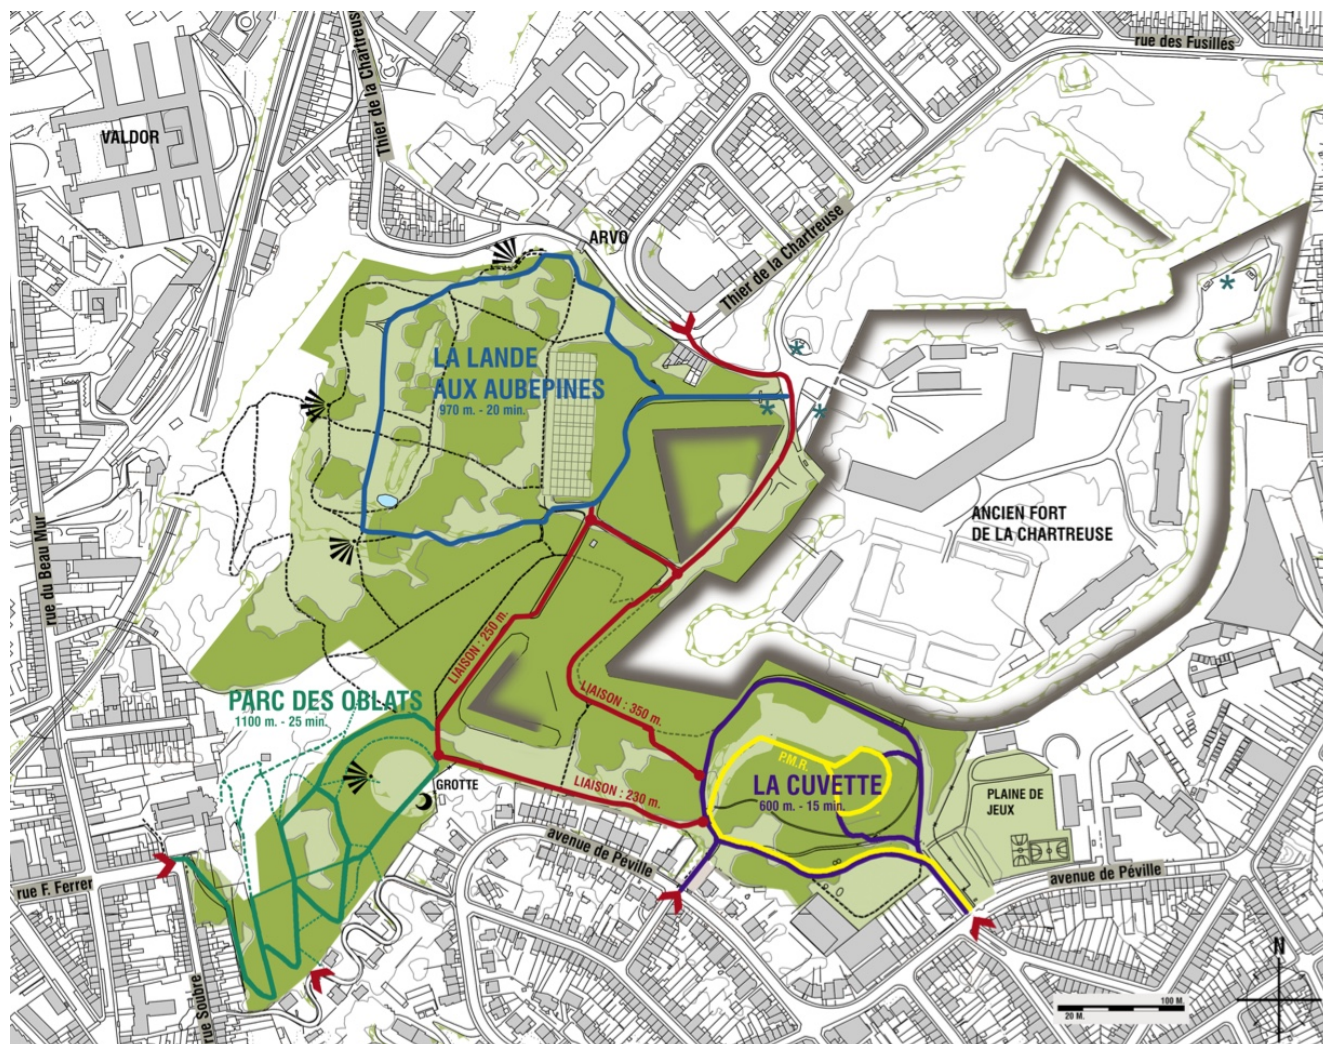 rue des Fusillés
Thier de la Chartreuse
VALDOR
ARVO
Thier de la Chartreuse
LA LANDE
AUX AUBEPINES
970 m. - 20 min.
ANCIEN FORT
DE LA CHARTREUSE
rue du Beau Mur
LIAISON : 250 m.
PARC DES OBLATS
1100 m. - 25 min.
LIAISON : 350 m.
P.M.R.
LA CUVETTE
600 m. - 15 min.
GROTTE
LIAISON : 230 m.
PLAINE DE
JEUX
avenue de Péville
avenue de Péville
rue F. Ferrer
rue Soubre
N
100 M.
20 M.